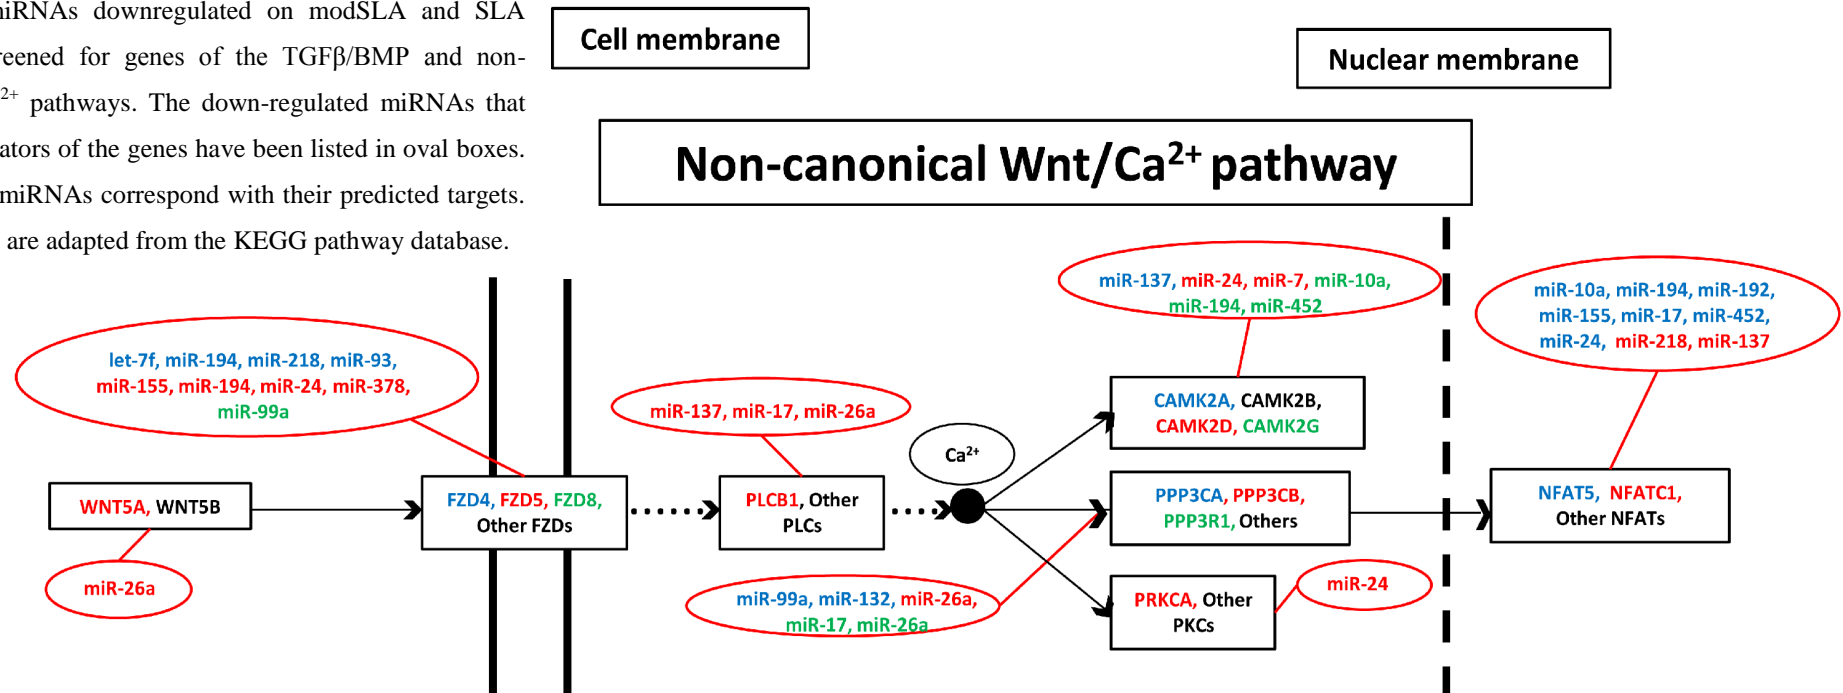 miRNAs downregulated on modSLA and SLA
reened for genes of the TGFβ/BMP and non-
2+ pathways. The down-regulated miRNAs that
ators of the genes have been listed in oval boxes.
miRNAs correspond with their predicted targets.
are adapted from the KEGG pathway database.
Cell membrane
Nuclear membrane
Non-canonical Wnt/Ca2+ pathway
let-7f, miR-194, miR-218, miR-93,
miR-155, miR-194, miR-24, miR-378,
miR-99a
miR-137, miR-17, miR-26a
miR-137, miR-24, miR-7, miR-10a,
miR-194, miR-452
miR-10a, miR-194, miR-192,
miR-155, miR-17, miR-452,
miR-24, miR-218, miR-137
WNT5A, WNT5B
miR-26a
FZD4, FZD5, FZD8,
Other FZDs
PLCB1, Other
PLCs
Ca2+
CAMK2A, CAMK2B,
CAMK2D, CAMK2G
PPP3CA, PPP3CB,
PPP3R1, Others
miR-99a, miR-132, miR-26a,
miR-17, miR-26a
PRKCA, Other
PKCs
miR-24
NFAT5, NFATC1,
Other NFATs